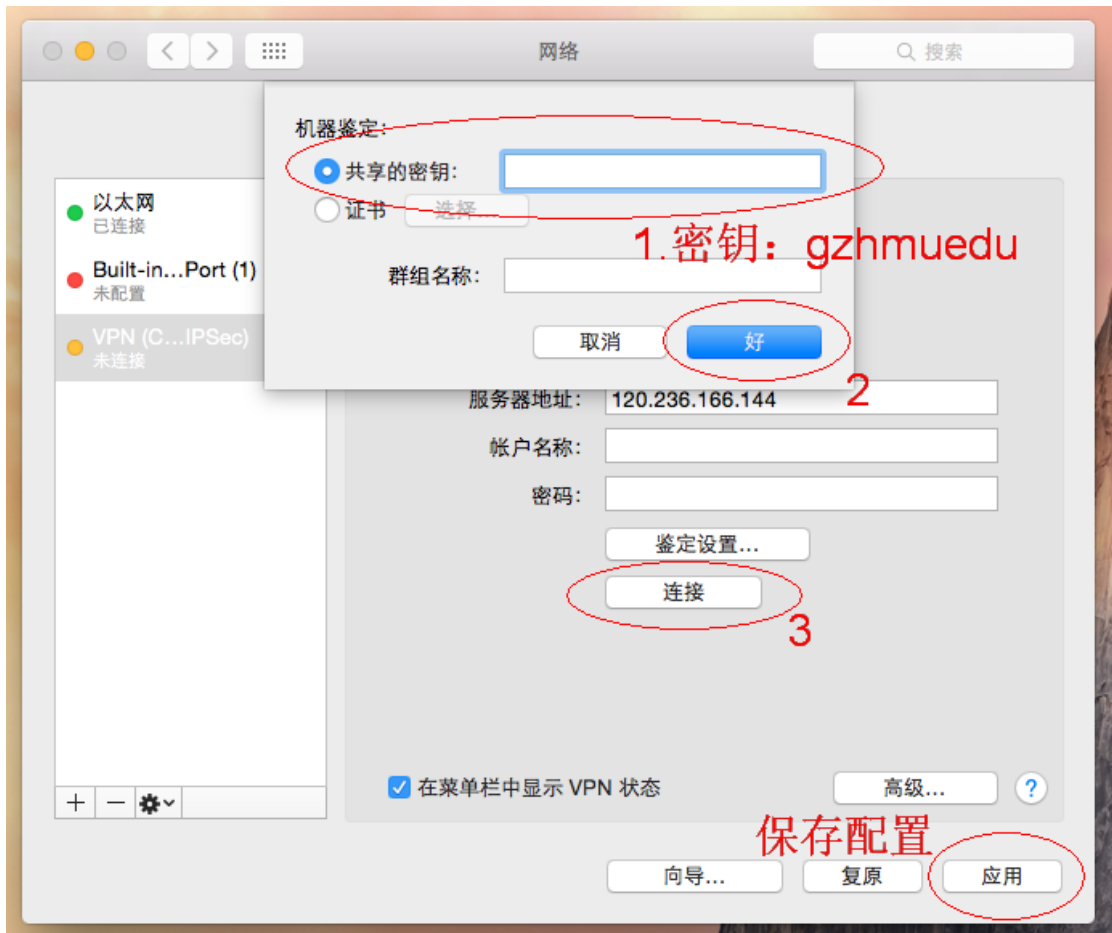 网络
搜索
机器鉴定:
共享的密钥:
证书
选择...
1.密钥：gzhmuedu
群组名称:
取消
好
2
以太网
已连接
Built-in...Port (1)
未配置
VPN (C...IPSec)
未连接
服务器地址:
120.236.166.144
帐户名称:
密码:
鉴定设置...
连接
3
在菜单栏中显示 VPN 状态
高级...
?
保存配置
向导...
复原
应用